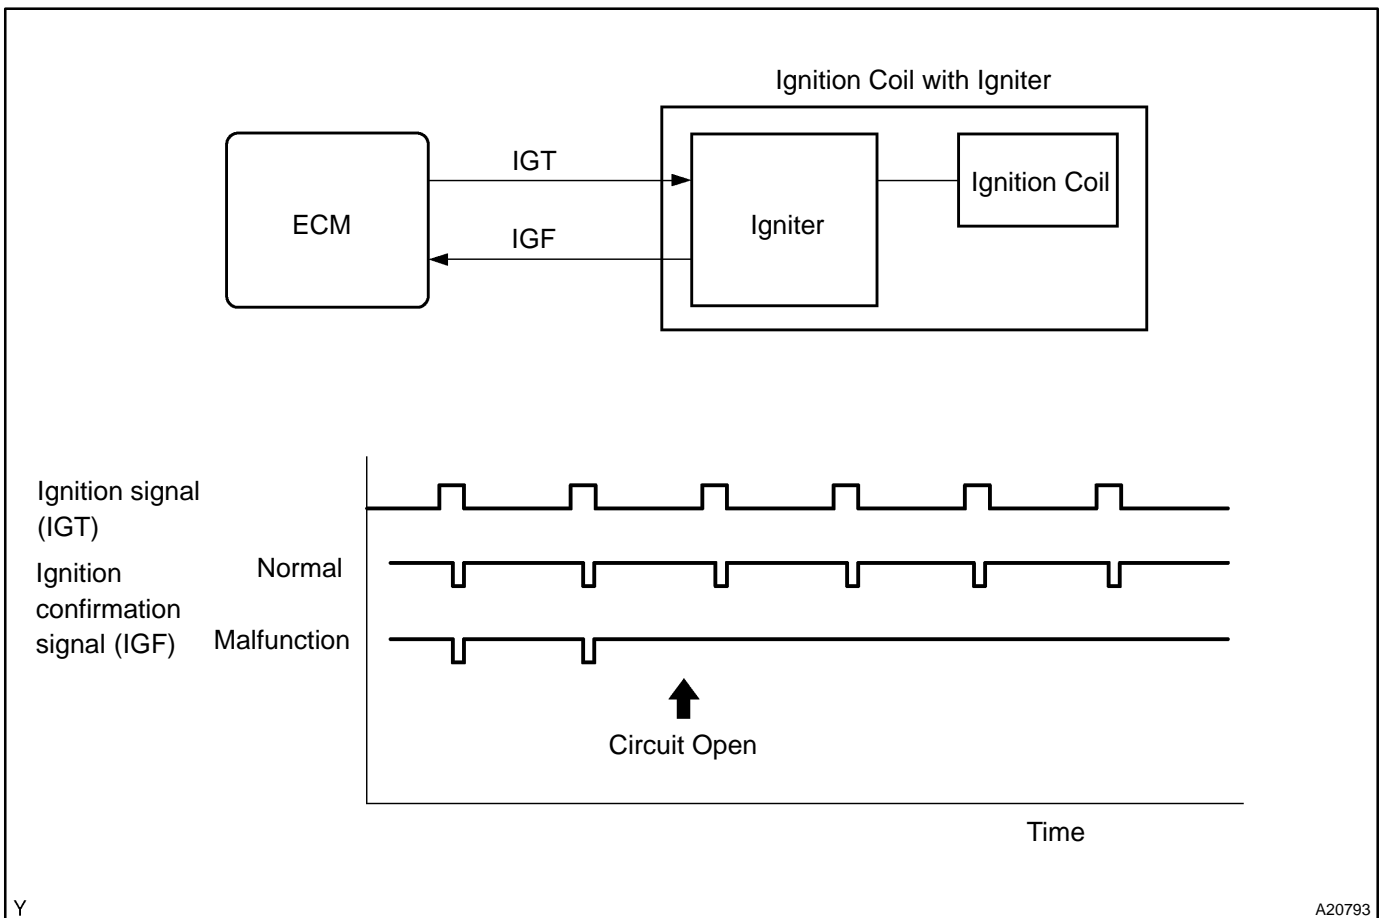 Ignition Coil with Igniter
IGT
ECM
IGF
Igniter
Ignition Coil
Ignition signal
(IGT)
Ignition
confirmation
signal (IGF)
Normal
Malfunction
Circuit Open
Time
Y
A20793